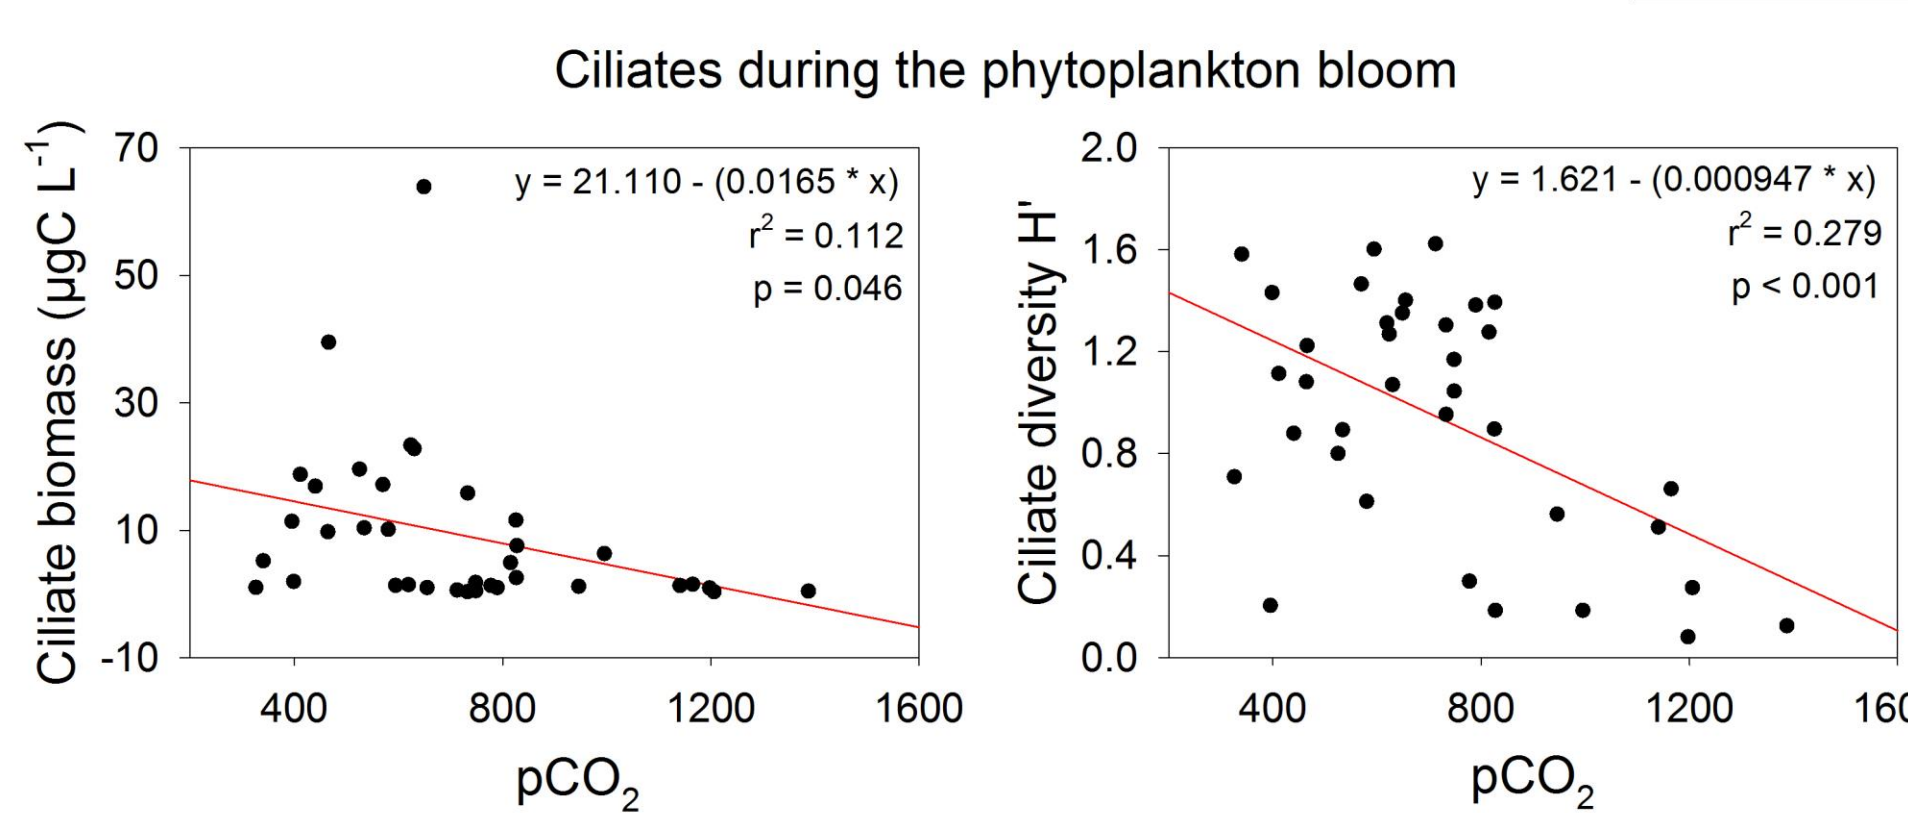 Ciliates during the phytoplankton bloom
Ciliate biomass (µgC L⁻¹)
70
50
30
10
-10
y = 21.110 - (0.0165 * x)
r² = 0.112
p = 0.046
400 800 1200 1600
pCO₂
Ciliate diversity H'
2.0
1.6
1.2
0.8
0.4
0.0
y = 1.621 - (0.000947 * x)
r² = 0.279
p < 0.001
400 800 1200 160
pCO₂